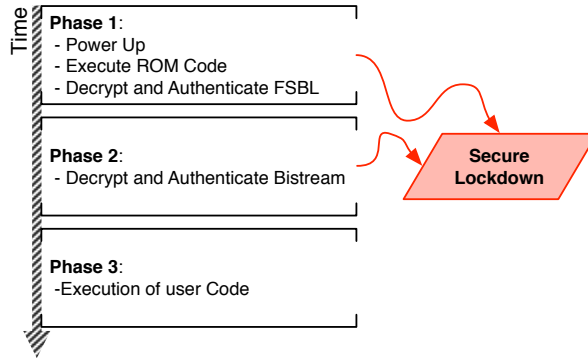 Time
Phase 1:
- Power Up
- Execute ROM Code
- Decrypt and Authenticate FSBL
Phase 2:
- Decrypt and Authenticate Bistream
Secure
Lockdown
Phase 3:
-Execution of user Code